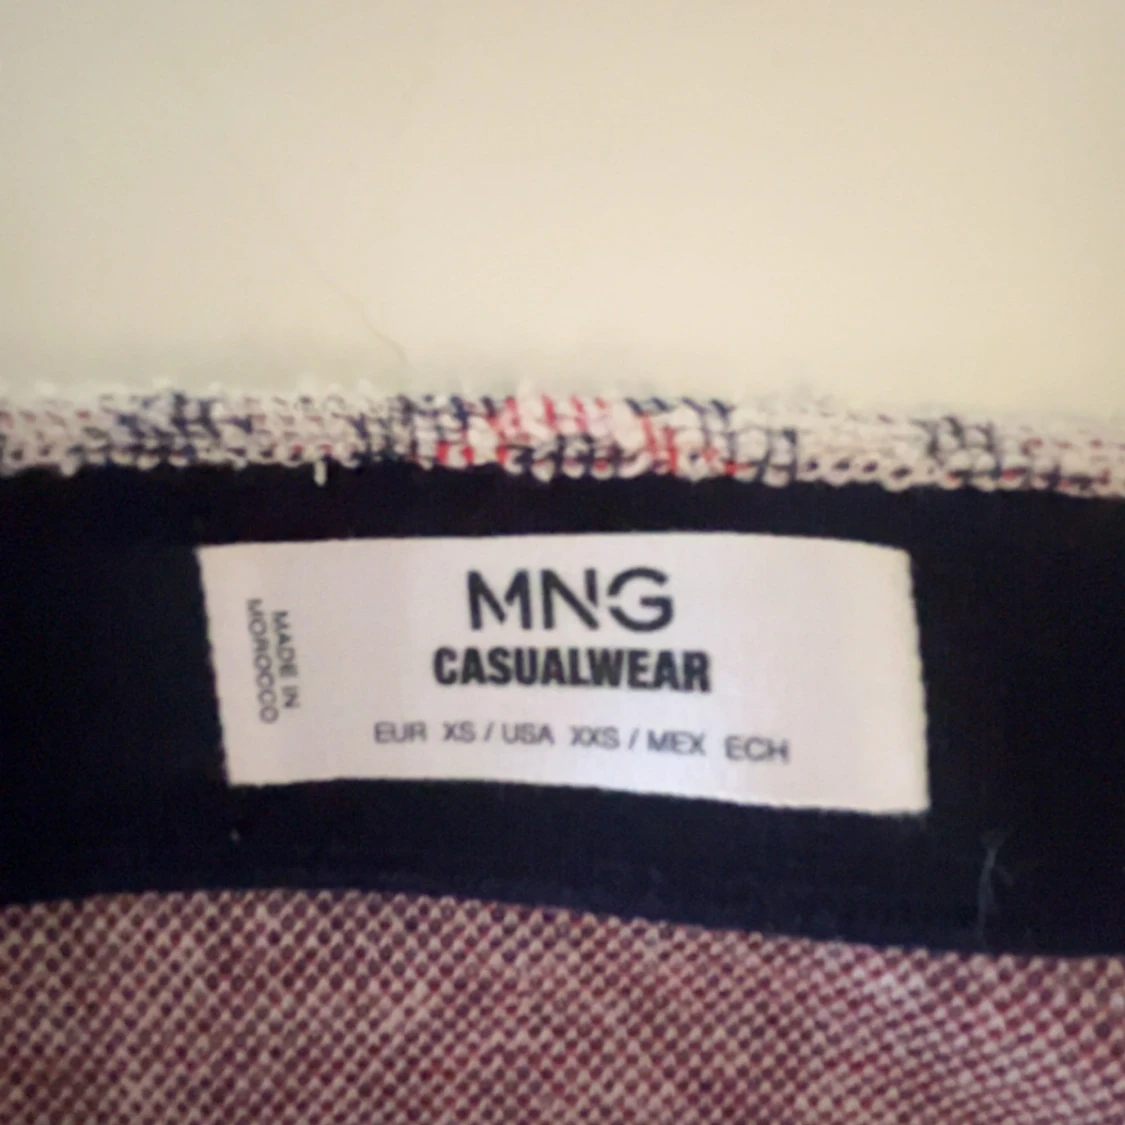 MNG
CASUALWEAR
EUR XS / USA XXS / MEX ECH
MADE IN
MOROCCO